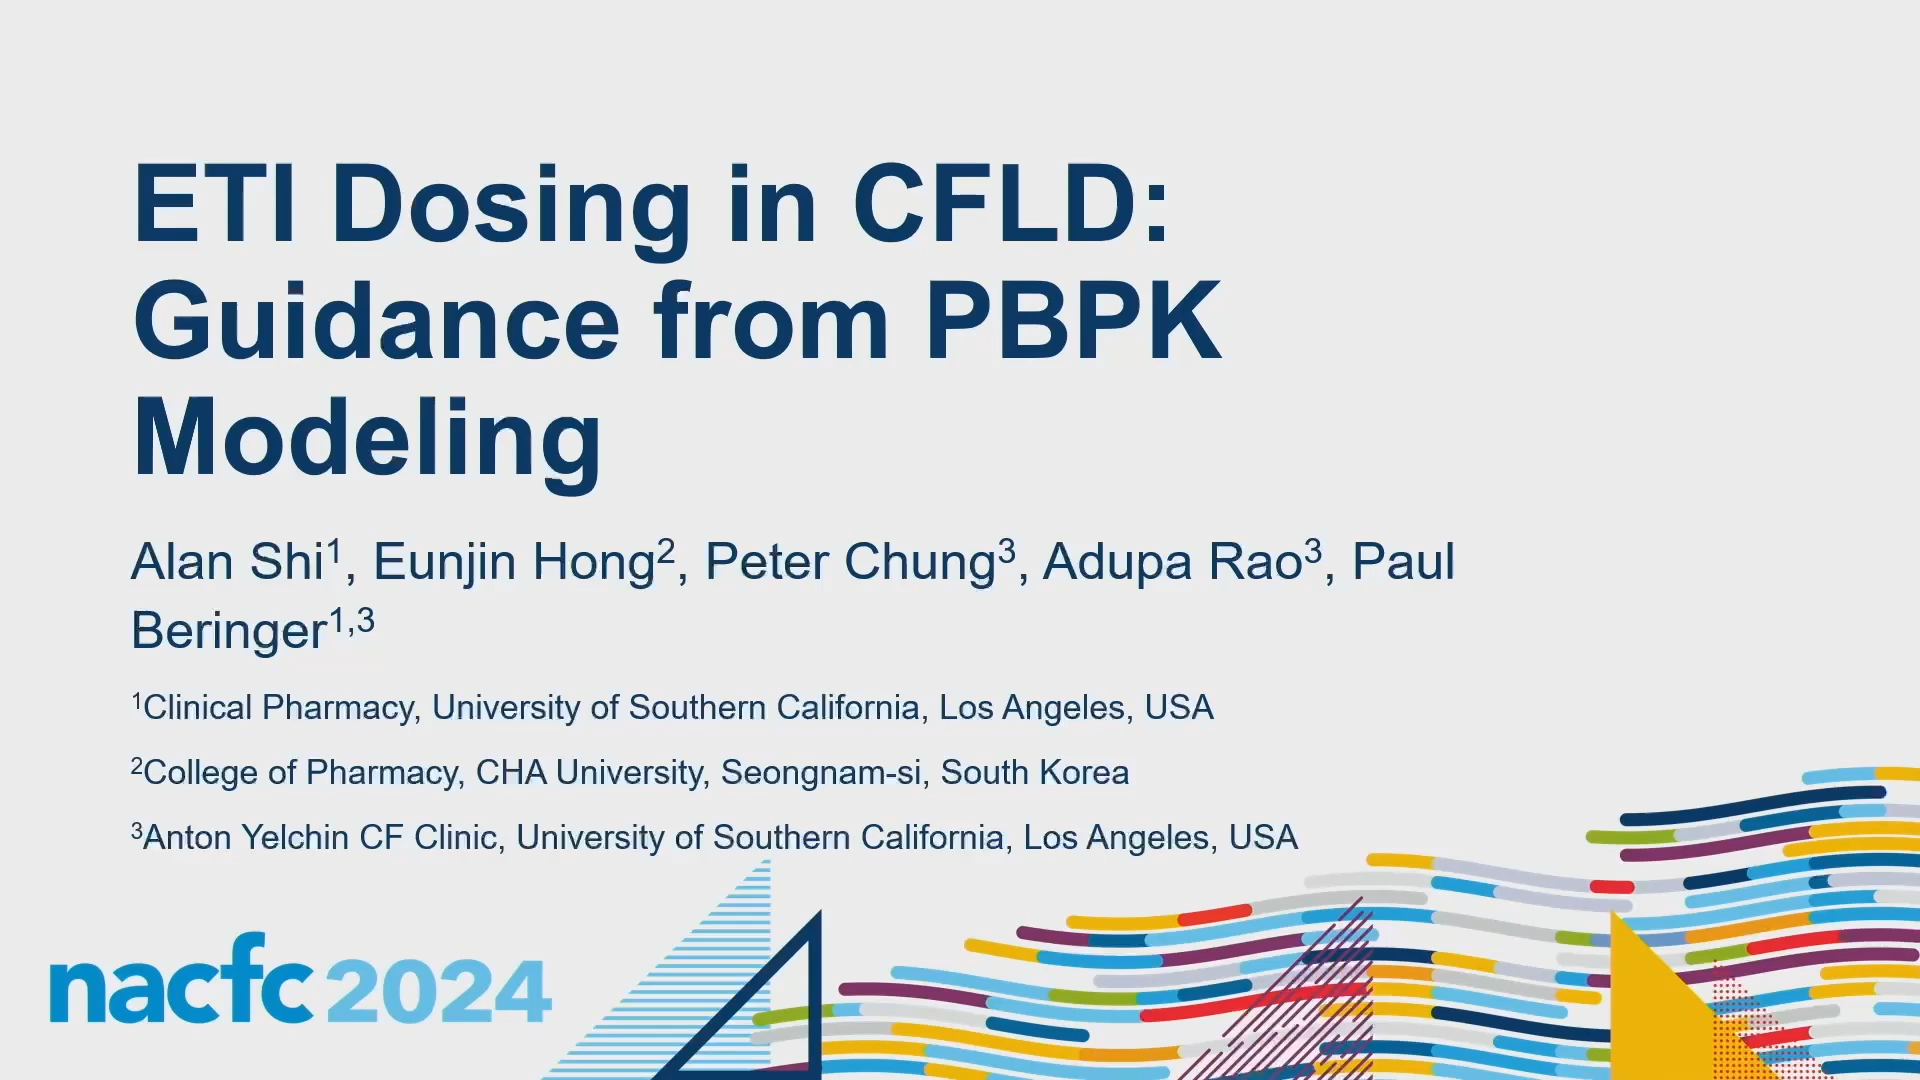 ETI Dosing in CFLD:
Guidance from PBPK
Modeling
Alan Shi¹, Eunjin Hong², Peter Chung³, Adupa Rao³, Paul
Beringer¹,³
¹Clinical Pharmacy, University of Southern California, Los Angeles, USA
²College of Pharmacy, CHA University, Seongnam-si, South Korea
³Anton Yelchin CF Clinic, University of Southern California, Los Angeles, USA
nacfc 2024